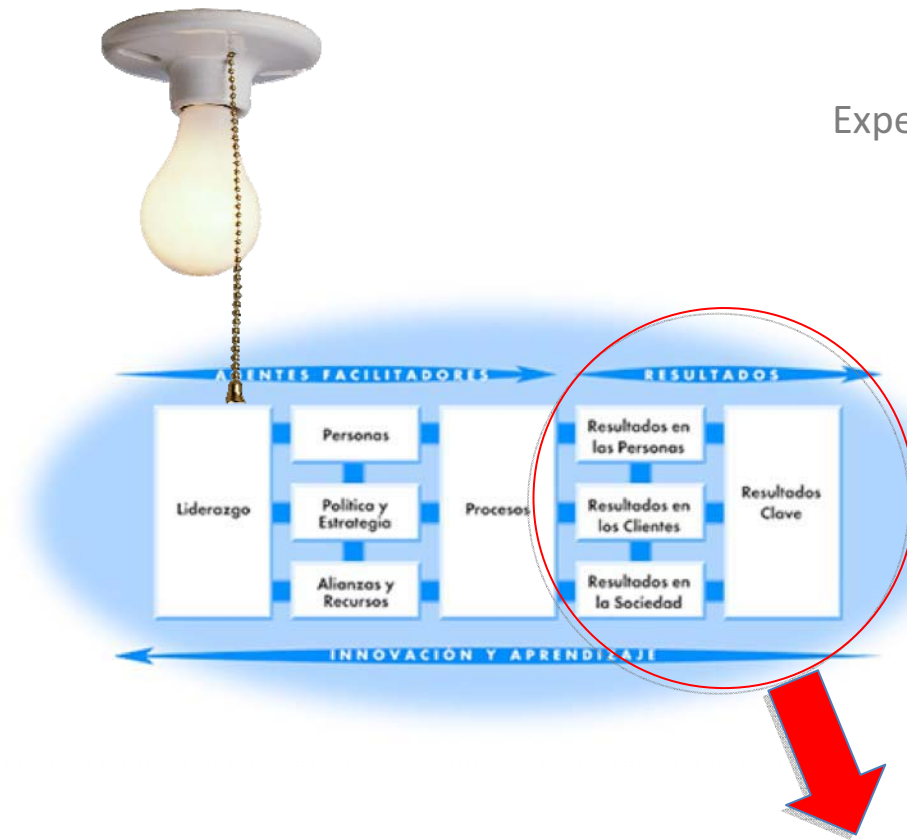 Expe
AGENTES FACILITADORES
RESULTADOS
Liderazgo
Personas
Política y
Estrategia
Alianzas y
Recursos
Procesos
Resultados en
las Personas
Resultados en
los Clientes
Resultados en
la Sociedad
Resultados
Clave
INNOVACIÓN Y APRENDIZAJE